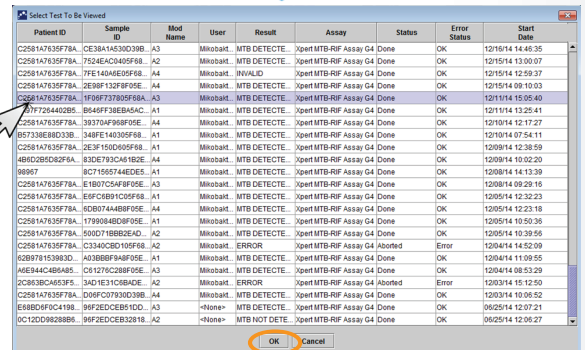 Select Test To Be Viewed
Patient ID Sample ID Mod Name User Result Assay Status Error Status Start Date
C2581A7635F78A... CE38A1A530D39B... A3 Mikobakt... MTB DETECTE... Xpert MTB-RIF Assay G4 Done OK 12/16/14 14:46:35
C2581A7635F78A... 7524EAC0405F68... A2 Mikobakt... MTB DETECTE... Xpert MTB-RIF Assay G4 Done OK 12/15/14 13:00:07
C2581A7635F78A... 7FE140A6E05F68... A4 Mikobakt... INVALID Xpert MTB-RIF Assay G4 Done OK 12/15/14 12:59:37
C2581A7635F78A... 2E98F132F8F05E... A4 Mikobakt... MTB DETECTE... Xpert MTB-RIF Assay G4 Done OK 12/15/14 09:10:03
C2581A7635F78A... 1F06F737805F68A... A3 Mikobakt... MTB DETECTE... Xpert MTB-RIF Assay G4 Done OK 12/11/14 15:05:40
B646FF38EBA5AC... A1 Mikobakt... MTB DETECTE... Xpert MTB-RIF Assay G4 Done OK 12/11/14 13:25:41
C2581A7635F78A... 39370AF968F05E... A4 Mikobakt... MTB DETECTE... Xpert MTB-RIF Assay G4 Done OK 12/10/14 12:17:27
B57338E88D33B... 348FE140305F68... A1 Mikobakt... MTB DETECTE... Xpert MTB-RIF Assay G4 Done OK 12/10/14 07:54:11
C2581A7635F78A... 2E3F150D605F68... A1 Mikobakt... MTB DETECTE... Xpert MTB-RIF Assay G4 Done OK 12/09/14 12:38:59
4B6D2B5D82F6A... 83DE793CA61B2E... A4 Mikobakt... MTB DETECTE... Xpert MTB-RIF Assay G4 Done OK 12/09/14 10:02:20
98967 8C71565744EDE5... A1 Mikobakt... MTB DETECTE... Xpert MTB-RIF Assay G4 Done OK 12/08/14 14:13:39
C2581A7635F78A... E1B07C5AF8F05E... A3 Mikobakt... MTB DETECTE... Xpert MTB-RIF Assay G4 Done OK 12/08/14 09:29:16
C2581A7635F78A... E6FC6B91C05F68... A1 Mikobakt... MTB DETECTE... Xpert MTB-RIF Assay G4 Done OK 12/05/14 12:32:23
C2581A7635F78A... 6DB074A4B8F05E... A4 Mikobakt... MTB DETECTE... Xpert MTB-RIF Assay G4 Done OK 12/05/14 12:23:18
C2581A7635F78A... 1799084BD8F05E... A1 Mikobakt... MTB DETECTE... Xpert MTB-RIF Assay G4 Done OK 12/05/14 10:50:36
C2581A7635F78A... 500D71BBB2EAD... A2 Mikobakt... MTB DETECTE... Xpert MTB-RIF Assay G4 Done OK 12/05/14 10:39:56
C2581A7635F78A... C3340CBD105F68... A2 Mikobakt... ERROR Xpert MTB-RIF Assay G4 Aborted Error 12/04/14 14:52:09
62B978153983D... A03BBBF9A8F05E... A1 Mikobakt... MTB DETECTE... Xpert MTB-RIF Assay G4 Done OK 12/04/14 11:09:55
A6E944C4B6A85... C61276C288F05E... A3 Mikobakt... MTB DETECTE... Xpert MTB-RIF Assay G4 Done OK 12/04/14 08:53:29
2C863BCA653F5... 3AD1E31C6BADE... A2 Mikobakt... ERROR Xpert MTB-RIF Assay G4 Aborted Error 12/03/14 15:12:50
C2581A7635F78A... D06FC07930D39B... A4 Mikobakt... MTB DETECTE... Xpert MTB-RIF Assay G4 Done OK 12/03/14 10:06:52
E68BD6F0C4198... 96F2EDCEB51DD... A3 <None> MTB DETECTE... Xpert MTB-RIF Assay G4 Done OK 06/25/14 12:07:21
0C12DD98288B6... 96F2EDCEB32818... A2 <None> MTB NOT DETE... Xpert MTB-RIF Assay G4 Done OK 06/25/14 12:06:27
OK Cancel